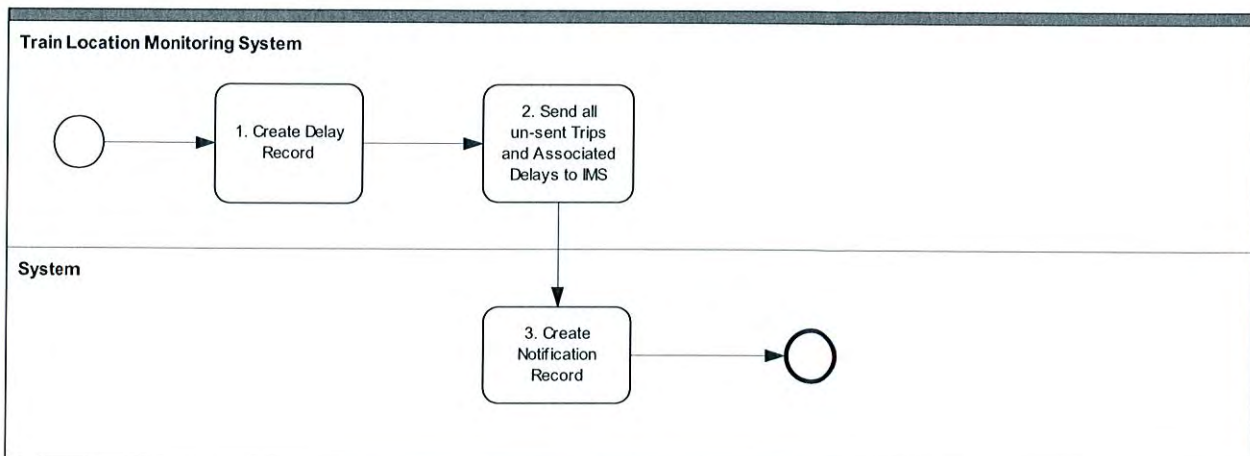 Train Location Monitoring System
1. Create Delay
Record
2. Send all
un-sent Trips
and Associated
Delays to IMS
System
3. Create
Notification
Record